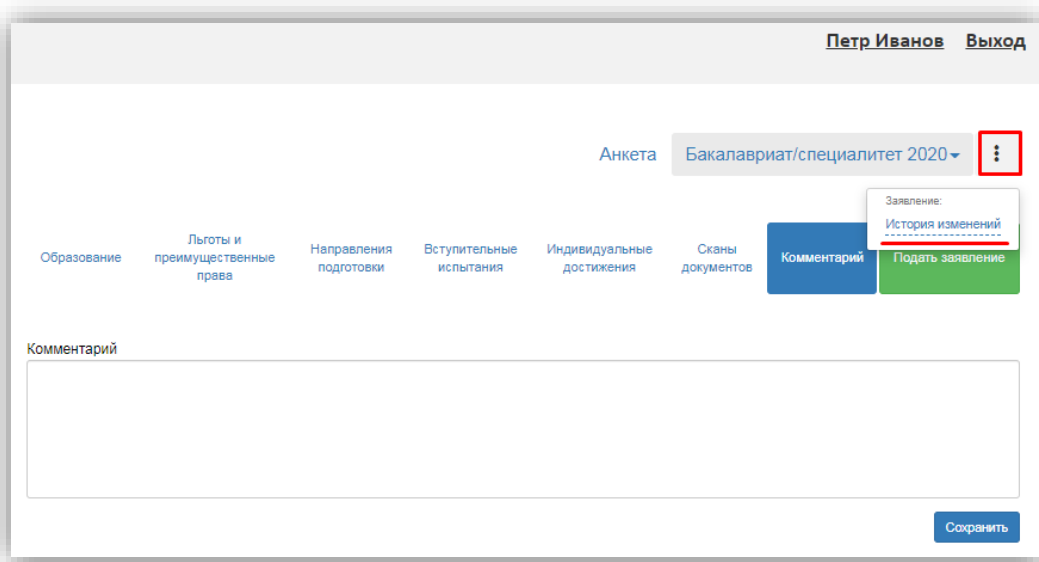 Петр Иванов Выход
Анкета Бакалавриат/специалитет 2020
Заявление:
История изменений
Образование
Льготы и
преимущественные
права
Направления
подготовки
Вступительные
испытания
Индивидуальные
достижения
Сканы
документов
Комментарий
Подать заявление
Комментарий
Сохранить